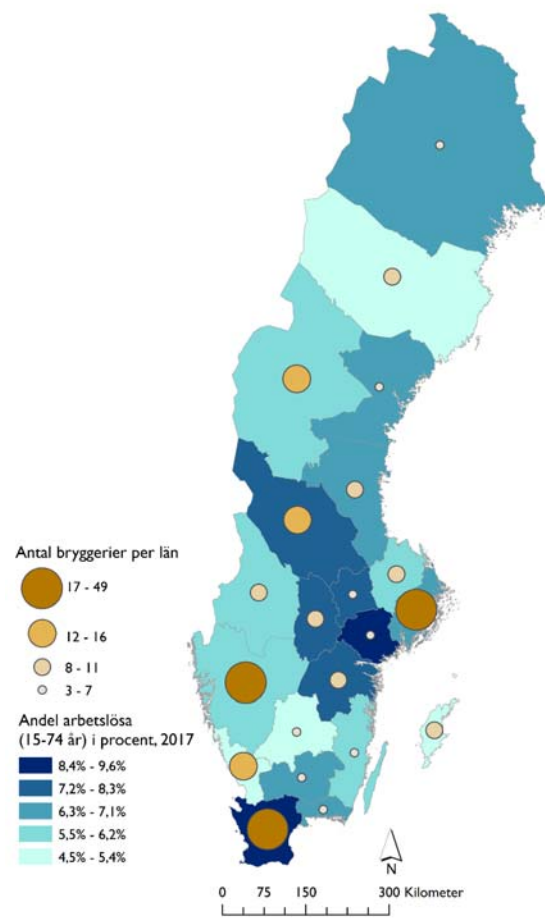 Antal bryggerier per län
17 - 49
12 - 16
8 - 11
3 - 7
Andel arbetslösa
(15-74 år) i procent, 2017
8,4% - 9,6%
7,2% - 8,3%
6,3% - 7,1%
5,5% - 6,2%
4,5% - 5,4%
N
0 75 150 300 Kilometer